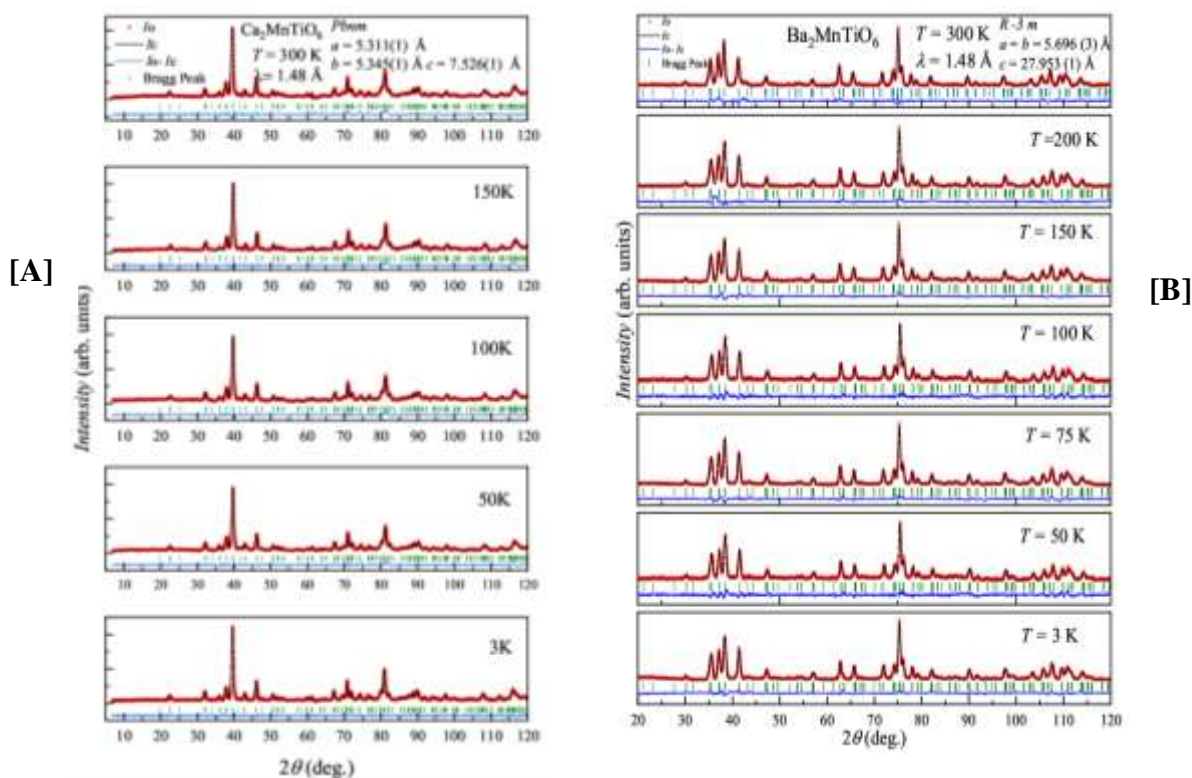 [A]
Io
Ic
Io- Ic
Bragg Peak
Ca2MnTiO6
T = 300 K
λ = 1.48 Å
Pbnm
a = 5.311(1) Å
b = 5.345(1) Å c = 7.526(1) Å
10 20 30 40 50 60 70 80 90 100 110 120
150K
10 20 30 40 50 60 70 80 90 100 110 120
100K
10 20 30 40 50 60 70 80 90 100 110 120
50K
10 20 30 40 50 60 70 80 90 100 110 120
3K
10 20 30 40 50 60 70 80 90 100 110 120
2θ (deg.)
Intensity (arb. units)
[B]
Io
Ic
Io- Ic
Bragg Peak
Ba2MnTiO6
T = 300 K
λ = 1.48 Å
R -3 m
a = b = 5.696 (3) Å
c = 27.953 (1) Å
T =200 K
T = 150 K
T = 100 K
T = 75 K
T = 50 K
T = 3 K
20 30 40 50 60 70 80 90 100 110 120
2θ (deg.)
Intensity (arb. units)